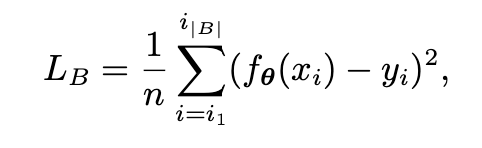 L_B = \frac{1}{n} \sum_{i=i_1}^{i_{|B|}} (f_{\boldsymbol{\theta}}(x_i) - y_i)^2,